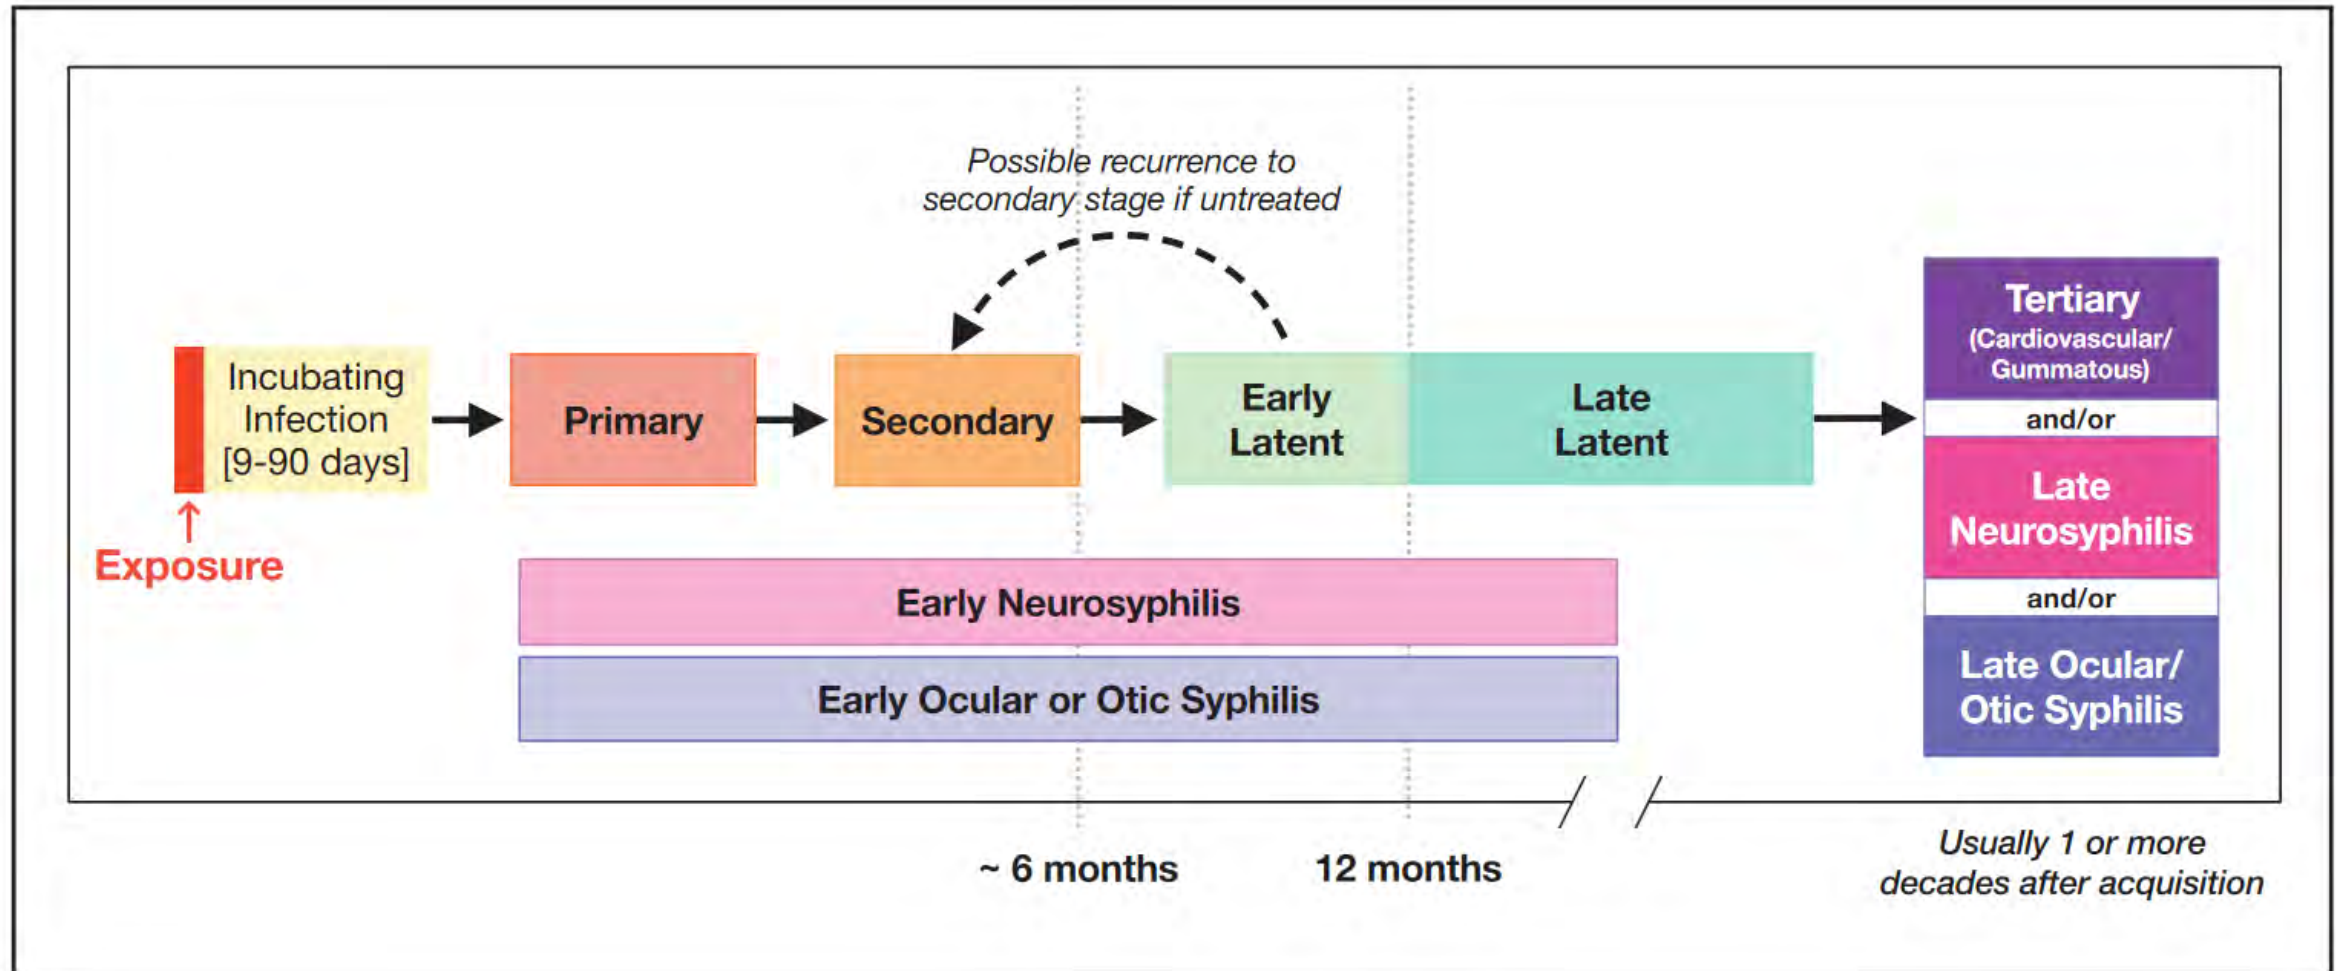 Possible recurrence to
secondary stage if untreated
Exposure
Incubating
Infection
[9-90 days]
Primary
Secondary
Early
Latent
Late
Latent
Tertiary
(Cardiovascular/
Gummatous)
and/or
Late
Neurosyphilis
and/or
Late Ocular/
Otic Syphilis
Early Neurosyphilis
Early Ocular or Otic Syphilis
~ 6 months
12 months
Usually 1 or more
decades after acquisition